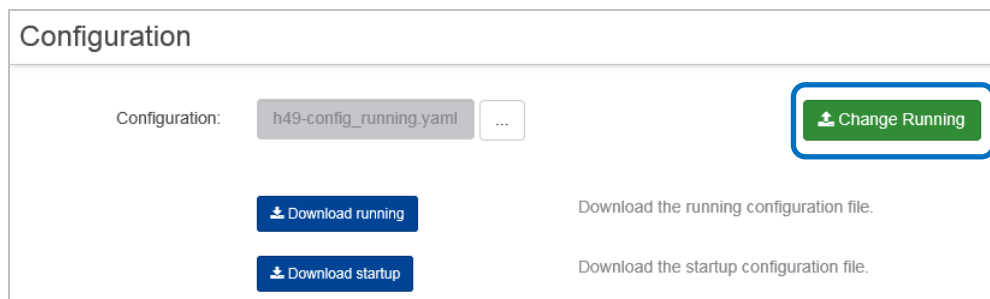 Configuration
Configuration: h49-config_running.yaml ... Change Running
Download running Download the running configuration file.
Download startup Download the startup configuration file.